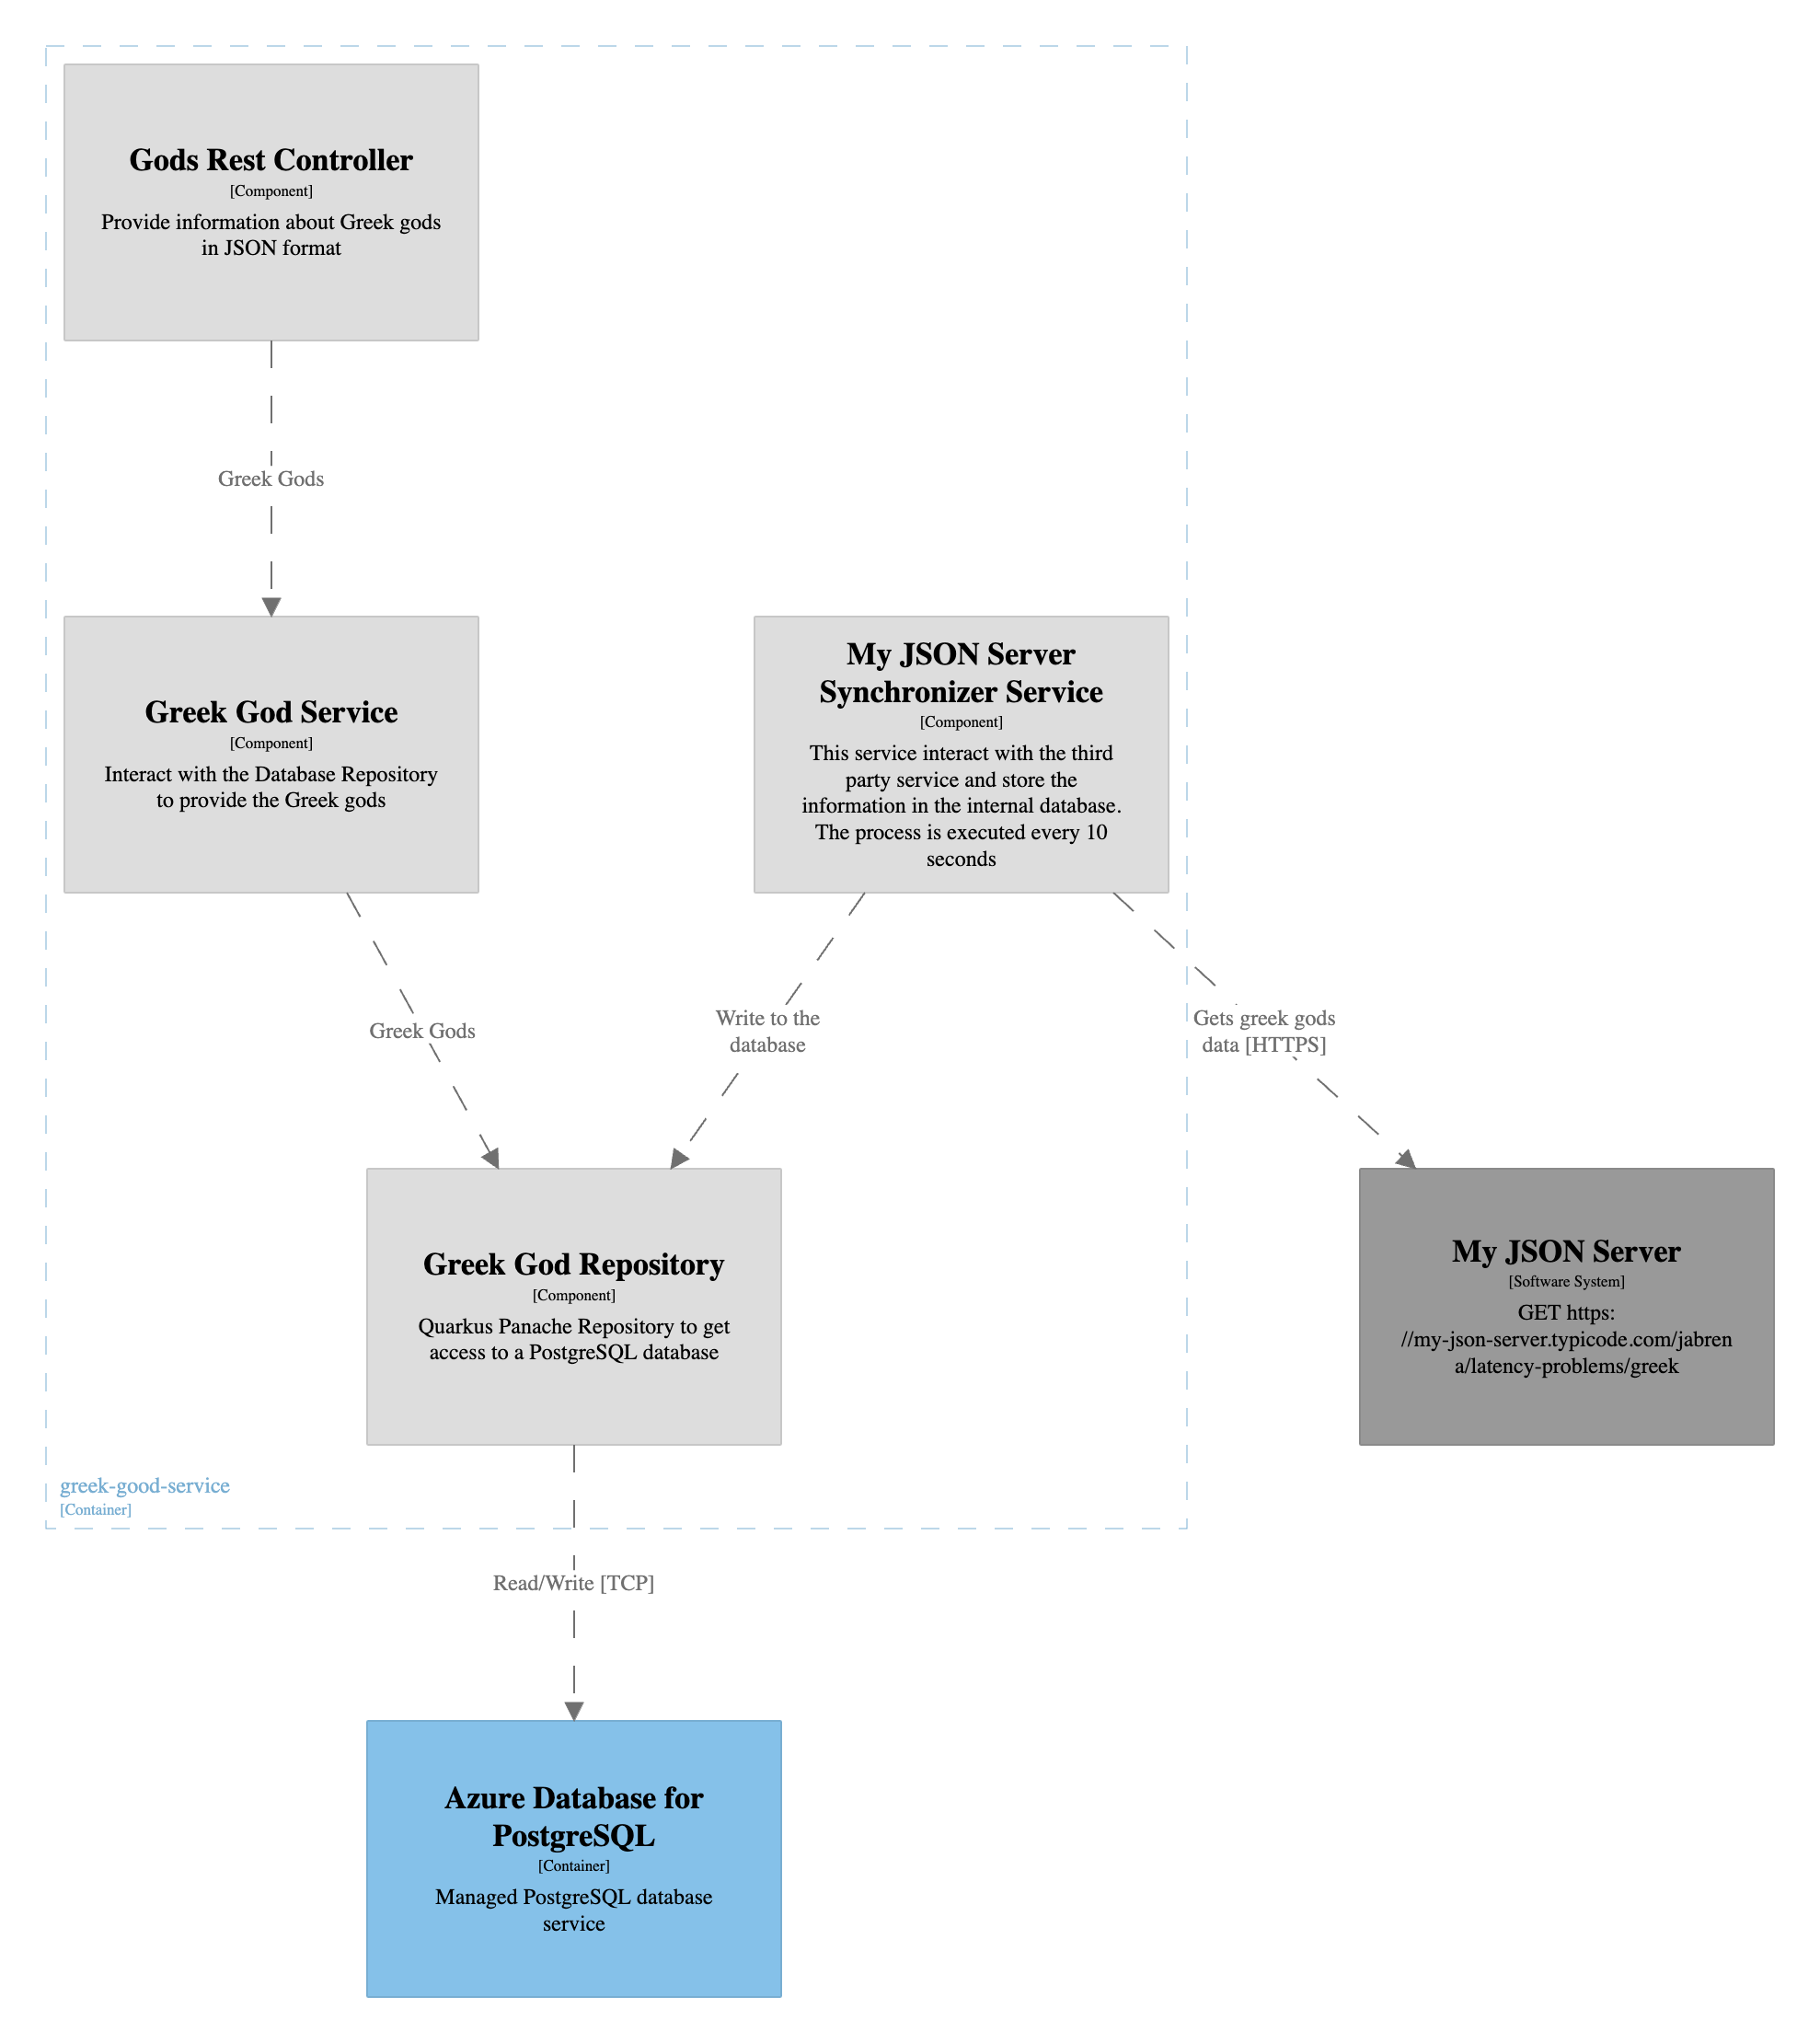 Gods Rest Controller
[Component]
Provide information about Greek gods
in JSON format
Greek Gods
Greek God Service
[Component]
Interact with the Database Repository
to provide the Greek gods
My JSON Server
Synchronizer Service
[Component]
This service interact with the third
party service and store the
information in the internal database.
The process is executed every 10
seconds
Greek Gods
Write to the
database
Gets greek gods
data [HTTPS]
Greek God Repository
[Component]
Quarkus Panache Repository to get
access to a PostgreSQL database
My JSON Server
[Software System]
GET https:
//my-json-server.typicode.com/jabren
a/latency-problems/greek
greek-good-service
[Container]
Read/Write [TCP]
Azure Database for
PostgreSQL
[Container]
Managed PostgreSQL database
service